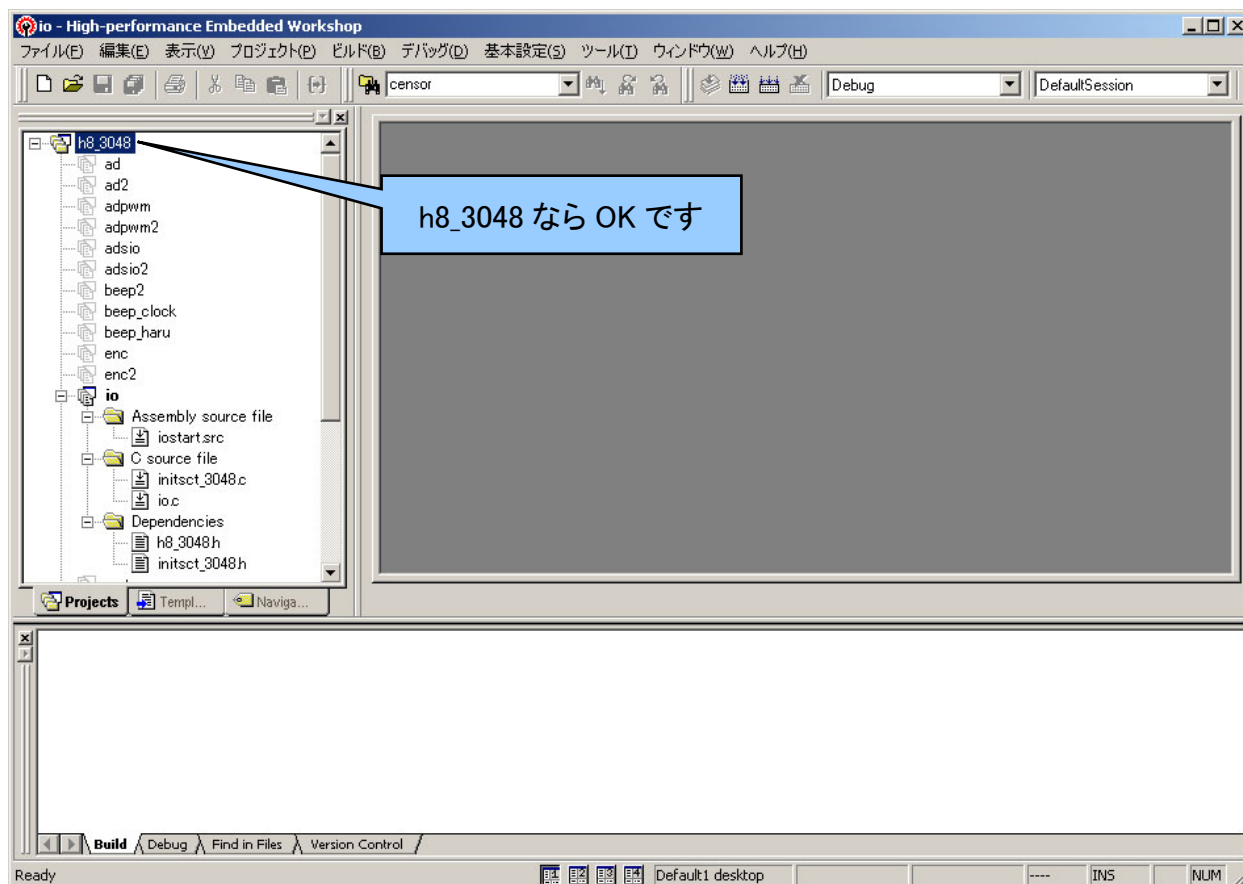 io - High-performance Embedded Workshop
ファイル(F) 編集(E) 表示(V) プロジェクト(P) ビルド(B) デバッグ(D) 基本設定(S) ツール(T) ウィンドウ(W) ヘルプ(H)
censor Debug DefaultSession
h8_3048
ad
ad2
adpwm
adpwm2
adsio
adsio2
beep2
beep_clock
beep_haru
enc
enc2
io
Assembly source file
iostart.src
C source file
initsct_3048.c
io.c
Dependencies
h8_3048.h
initsct_3048.h
h8_3048 なら OK です
Projects Templ... Naviga...
Build Debug Find in Files Version Control
Ready Default1 desktop ---- INS NUM